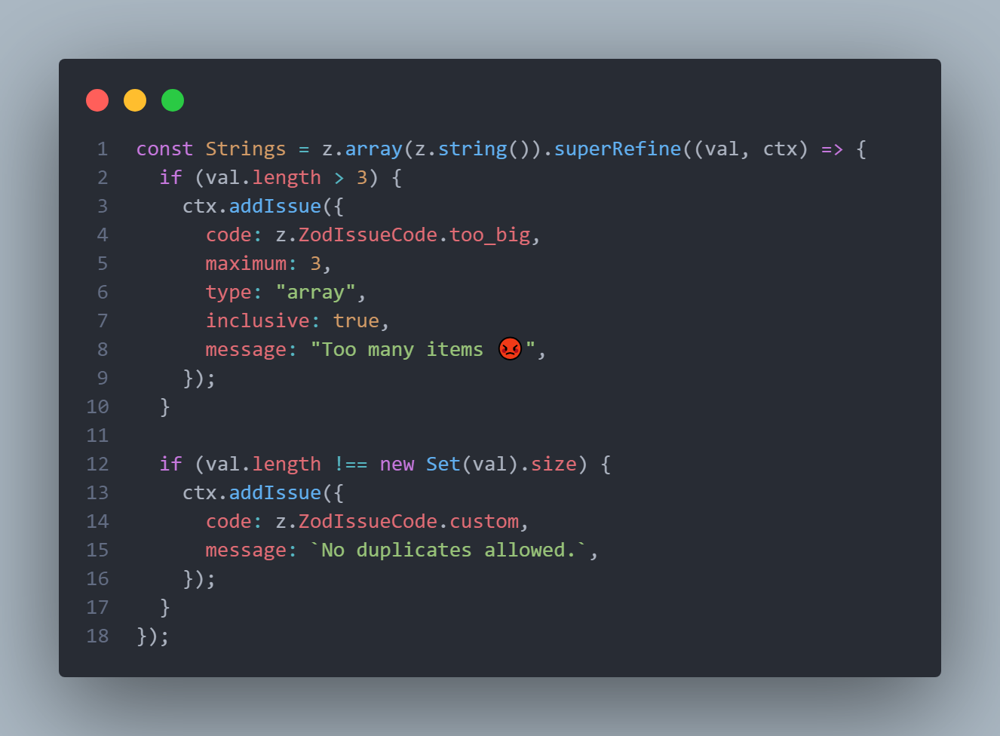 1 const Strings = z.array(z.string()).superRefine((val, ctx) => {
2   if (val.length > 3) {
3     ctx.addIssue({
4       code: z.ZodIssueCode.too_big,
5       maximum: 3,
6       type: "array",
7       inclusive: true,
8       message: "Too many items 😡",
9     });
10   }
11
12   if (val.length !== new Set(val).size) {
13     ctx.addIssue({
14       code: z.ZodIssueCode.custom,
15       message: `No duplicates allowed.`,
16     });
17   }
18 });